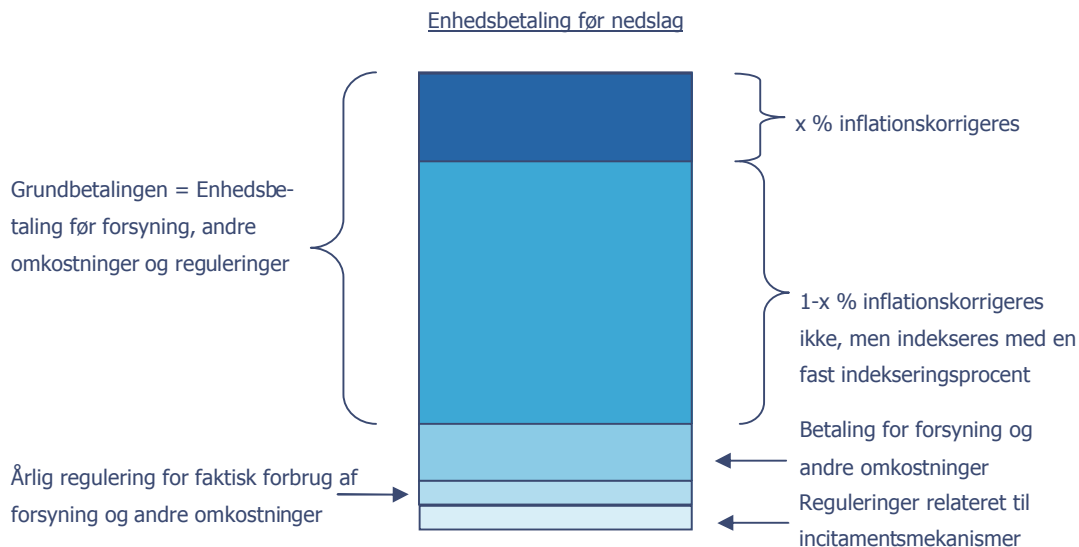 Enhedsbetaling før nedslag
x % inflationskorrigeres
Grundbetalingen = Enhedsbe-
taling før forsyning, andre
omkostninger og reguleringer
1-x % inflationskorrigeres
ikke, men indekseres med en
fast indekseringsprocent
Betaling for forsyning og
andre omkostninger
Årlig regulering for faktisk forbrug af
forsyning og andre omkostninger
Reguleringer relateret til
incitamentsmekanismer